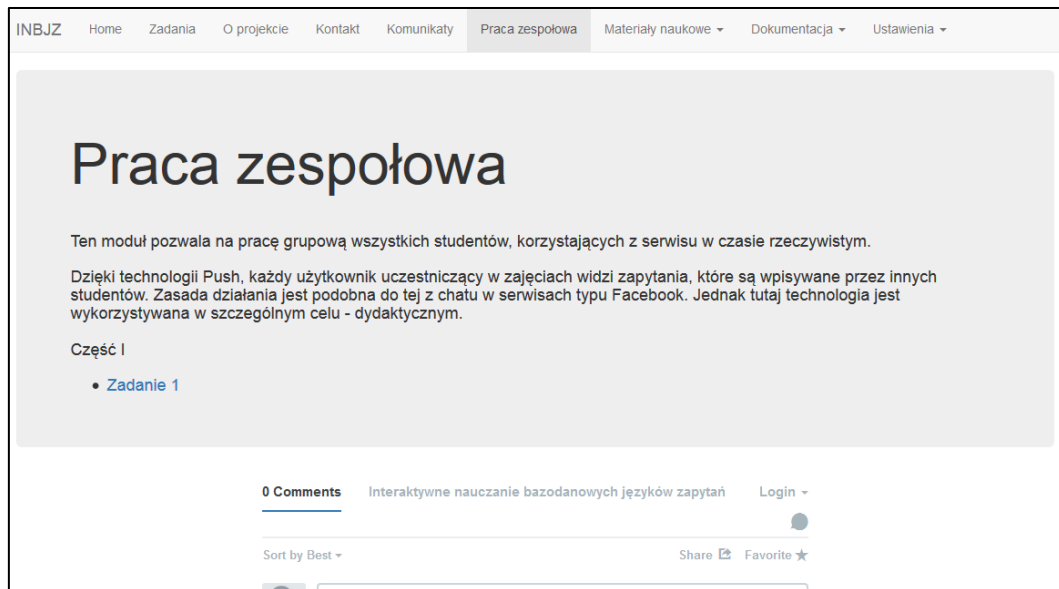 INBJZ Home Zadania O projekcie Kontakt Komunikaty Praca zespołowa Materiały naukowe Dokumentacja Ustawienia
Praca zespołowa
Ten moduł pozwala na pracę grupową wszystkich studentów, korzystających z serwisu w czasie rzeczywistym.
Dzięki technologii Push, każdy użytkownik uczestniczący w zajęciach widzi zapytania, które są wpisywane przez innych
studentów. Zasada działania jest podobna do tej z chatu w serwisach typu Facebook. Jednak tutaj technologia jest
wykorzystywana w szczególnym celu - dydaktycznym.
Część I
• Zadanie 1
0 Comments Interaktywne nauczanie bazodanowych języków zapytań Login
Sort by Best Share Favorite